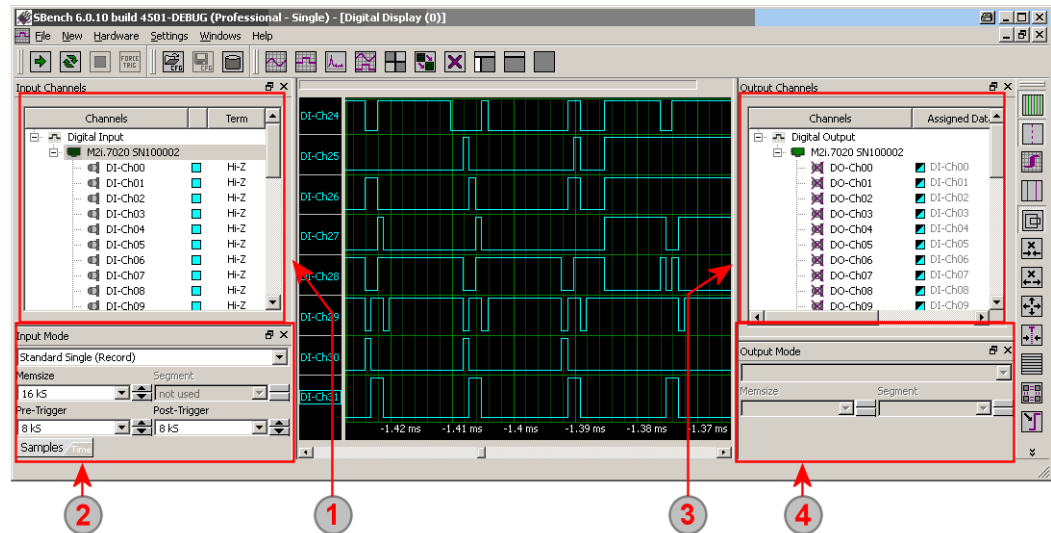 SBench 6.0.10 build 4501-DEBUG (Professional - Single) - [Digital Display (0)]
File New Hardware Settings Windows Help
FORCE TRIG
CFG
CFG
Input Channels
Channels Term
Digital Input
M2i.7020 SN100002
DI-Ch00 Hi-Z
DI-Ch01 Hi-Z
DI-Ch02 Hi-Z
DI-Ch03 Hi-Z
DI-Ch04 Hi-Z
DI-Ch05 Hi-Z
DI-Ch06 Hi-Z
DI-Ch07 Hi-Z
DI-Ch08 Hi-Z
DI-Ch09 Hi-Z
Input Mode
Standard Single (Record)
Memsize Segment
16 kS not used
Pre-Trigger Post-Trigger
8 kS 8 kS
Samples Time
DI-Ch24
DI-Ch25
DI-Ch26
DI-Ch27
DI-Ch28
DI-Ch29
DI-Ch30
DI-Ch31
-1.42 ms -1.41 ms -1.4 ms -1.39 ms -1.38 ms -1.37 ms
Output Channels
Channels Assigned Dat
Digital Output
M2i.7020 SN100002
DO-Ch00 DI-Ch00
DO-Ch01 DI-Ch01
DO-Ch02 DI-Ch02
DO-Ch03 DI-Ch03
DO-Ch04 DI-Ch04
DO-Ch05 DI-Ch05
DO-Ch06 DI-Ch06
DO-Ch07 DI-Ch07
DO-Ch08 DI-Ch08
DO-Ch09 DI-Ch09
Output Mode
Memsize Segment
2 1 3 4